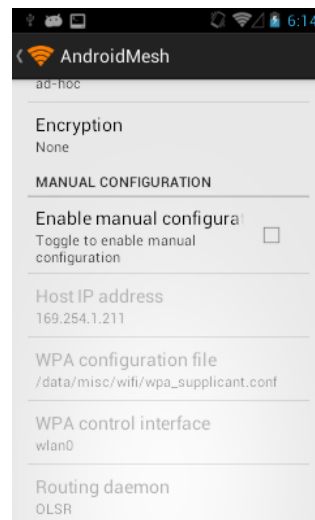 6:14
AndroidMesh
ad-hoc
Encryption
None
MANUAL CONFIGURATION
Enable manual configurat
Toggle to enable manual
configuration
Host IP address
169.254.1.211
WPA configuration file
/data/misc/wifi/wpa_supplicant.conf
WPA control interface
wlan0
Routing daemon
OLSR